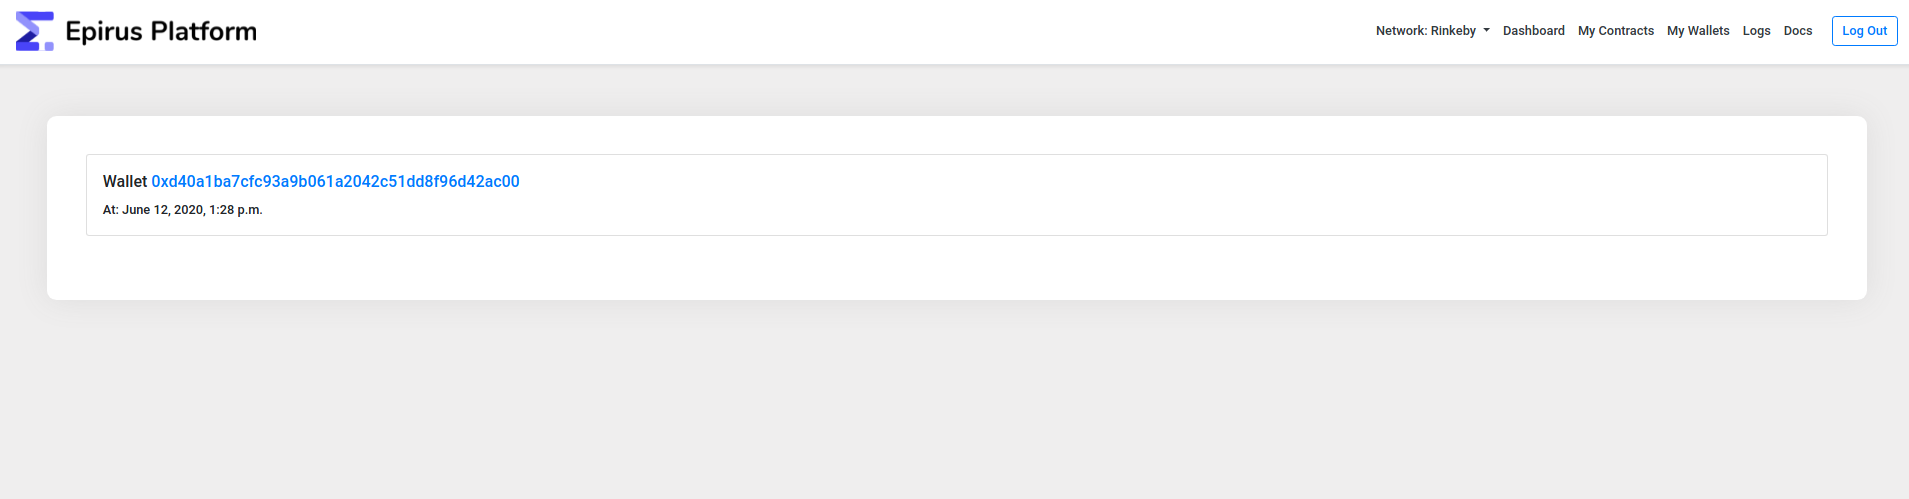 Epirus Platform
Network: Rinkeby Dashboard My Contracts My Wallets Logs Docs Log Out
Wallet 0xd40a1ba7cfc93a9b061a2042c51dd8f96d42ac00
At: June 12, 2020, 1:28 p.m.